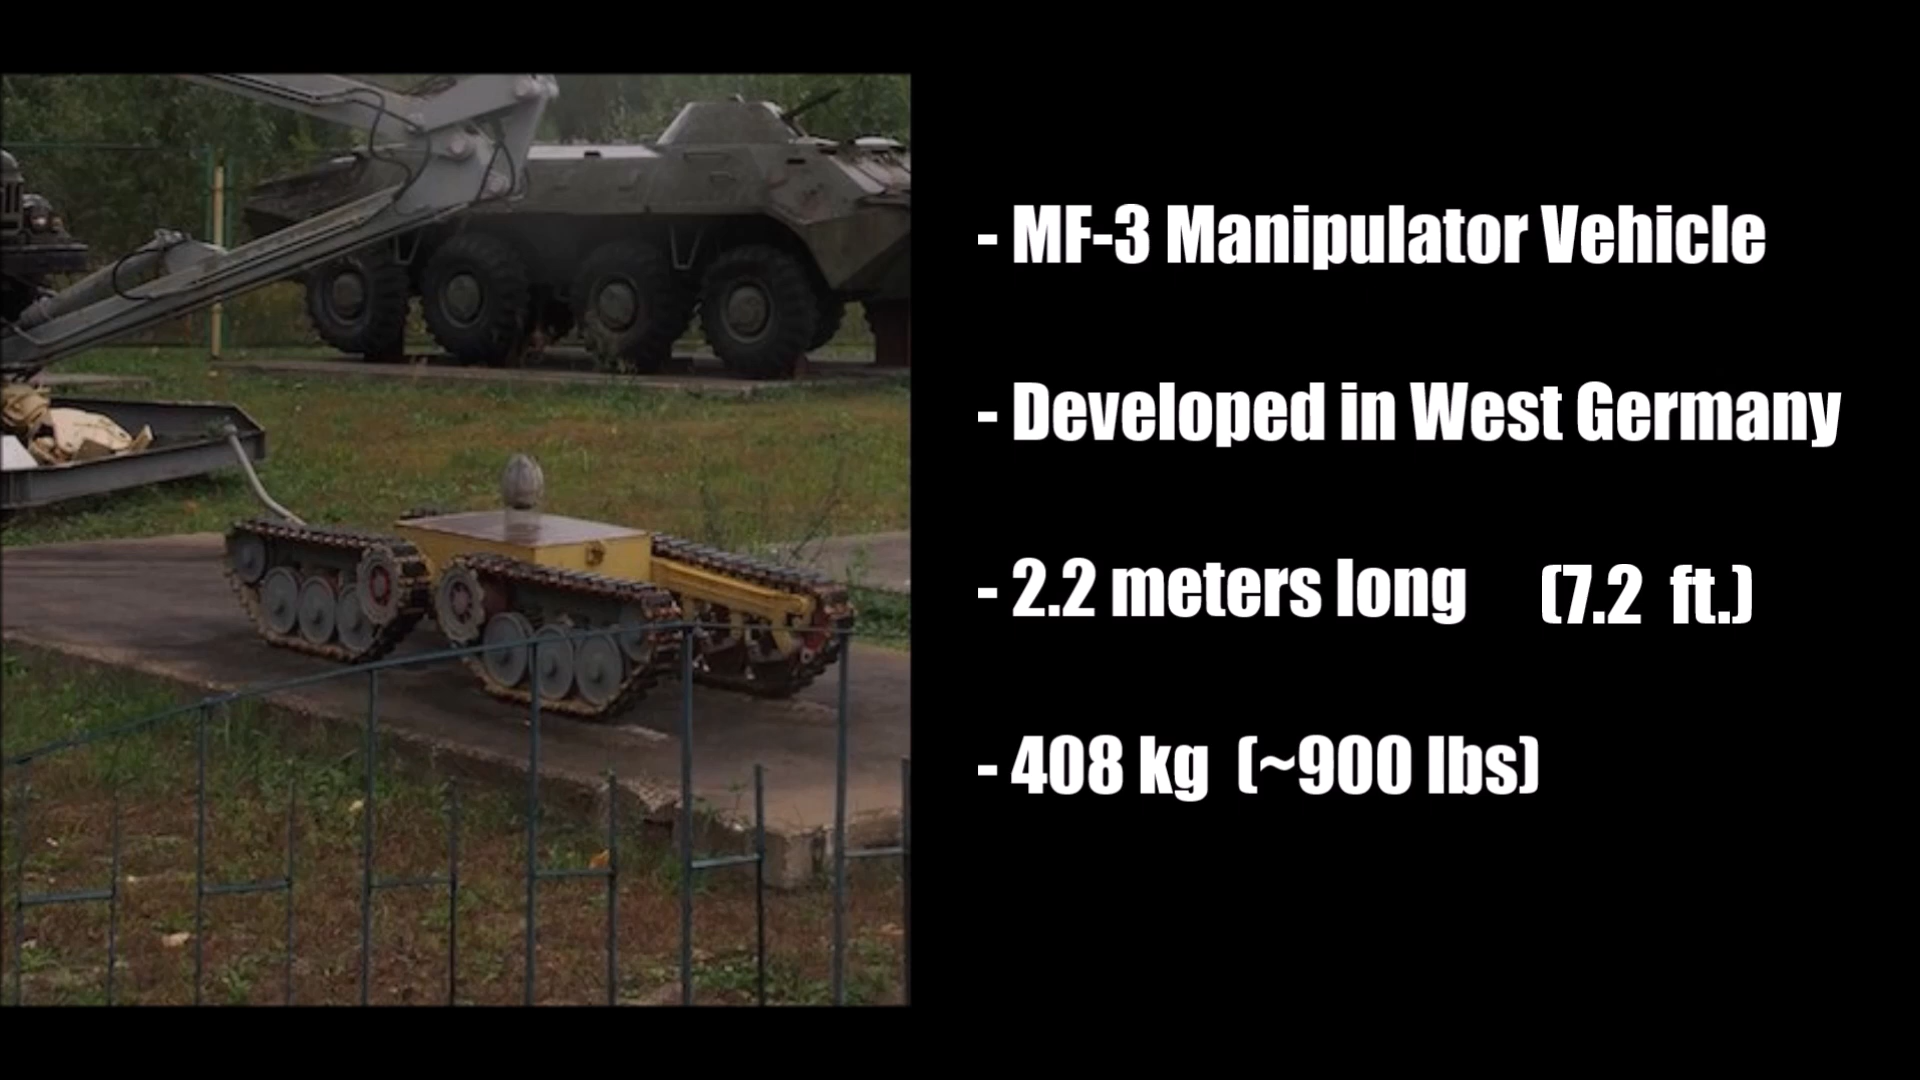 - MF-3 Manipulator Vehicle
- Developed in West Germany
- 2.2 meters long (7.2 ft.)
- 408 kg (~900 lbs)